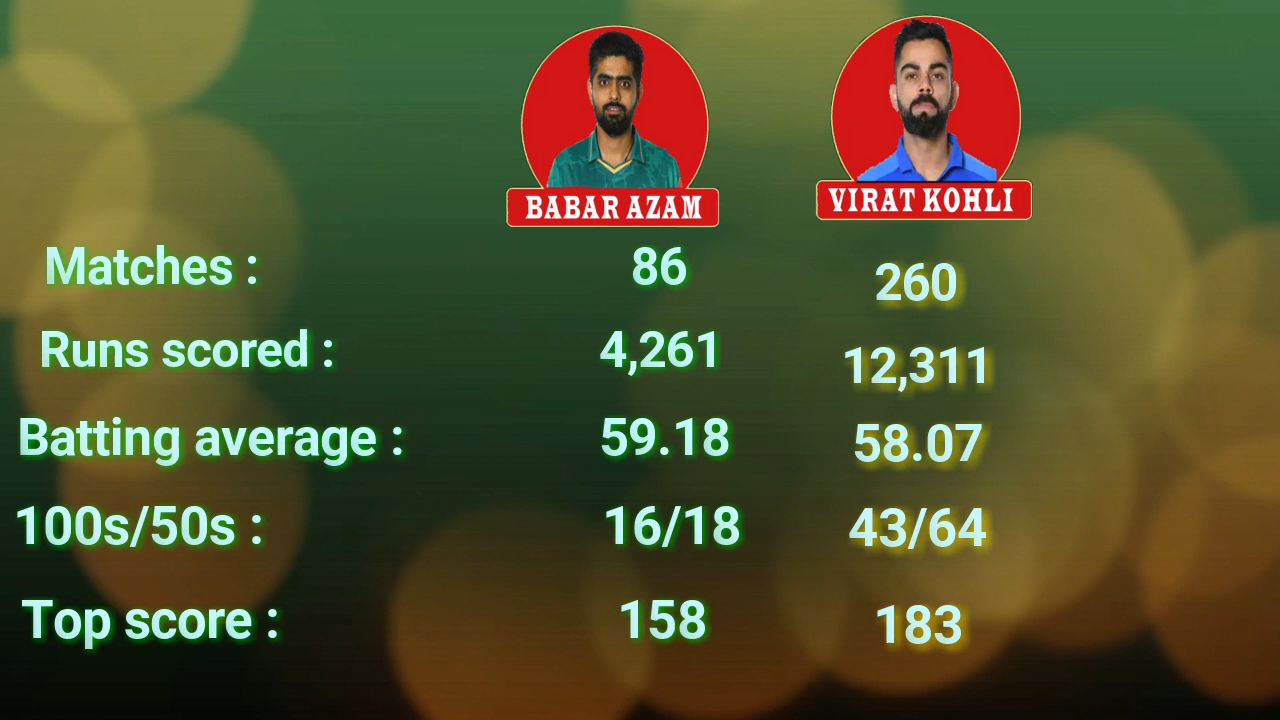 BABAR AZAM VIRAT KOHLI
Matches : 86 260
Runs scored : 4,261 12,311
Batting average : 59.18 58.07
100s/50s : 16/18 43/64
Top score : 158 183